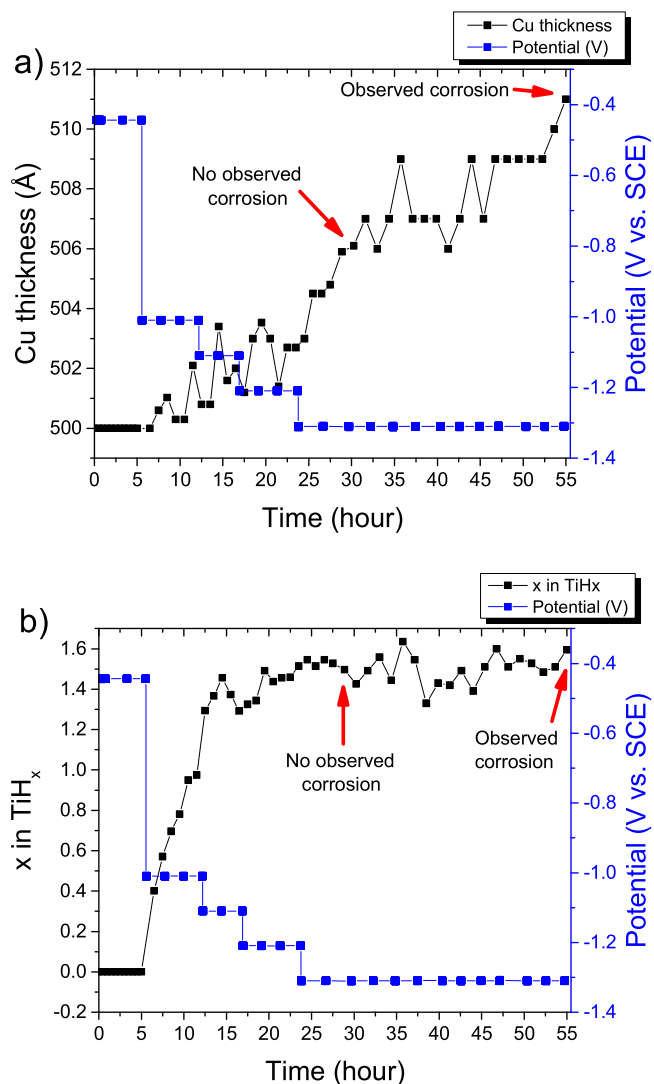 Cu thickness
Potential (V)
a)
512
510
508
506
504
502
500
Cu thickness (Å)
Observed corrosion
No observed
corrosion
-0.4
-0.6
-0.8
-1.0
-1.2
-1.4
Potential (V vs. SCE)
0 5 10 15 20 25 30 35 40 45 50 55
Time (hour)
x in TiHx
Potential (V)
b)
1.6
1.4
1.2
1.0
0.8
0.6
0.4
0.2
0.0
-0.2
x in TiHx
No observed
corrosion
Observed
corrosion
-0.4
-0.6
-0.8
-1.0
-1.2
-1.4
Potential (V vs. SCE)
0 5 10 15 20 25 30 35 40 45 50 55
Time (hour)